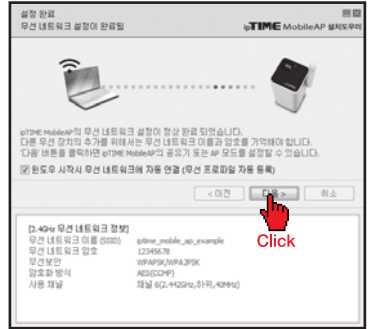 설정 완료
무선 네트워크 설정이 완료됨
ipTIME MobileAP 설치도우미
ipTIME MobileAP의 무선 네트워크 설정이 정상 완료 되었습니다.
다른 무선 장치의 추가를 위해서는 무선 네트워크 이름과 암호를 기억해야 합니다.
'다음' 버튼을 클릭하면 ipTIME MobileAP의 공유기 또는 AP 모드를 설정할 수 있습니다.
윈도우 시작시 무선 네트워크에 자동 연결 (무선 프로파일 자동 등록)
< 이전 다음 > 취소
Click
[2.4GHz 무선 네트워크 정보]
무선 네트워크 이름 (SSID) iptime_mobile_ap_example
무선 네트워크 암호 12345678
무선보안 WPAPSK/WPA2PSK
암호화 방식 AES(CCMP)
사용 채널 채널 6(2.442GHz,하위,40MHz)